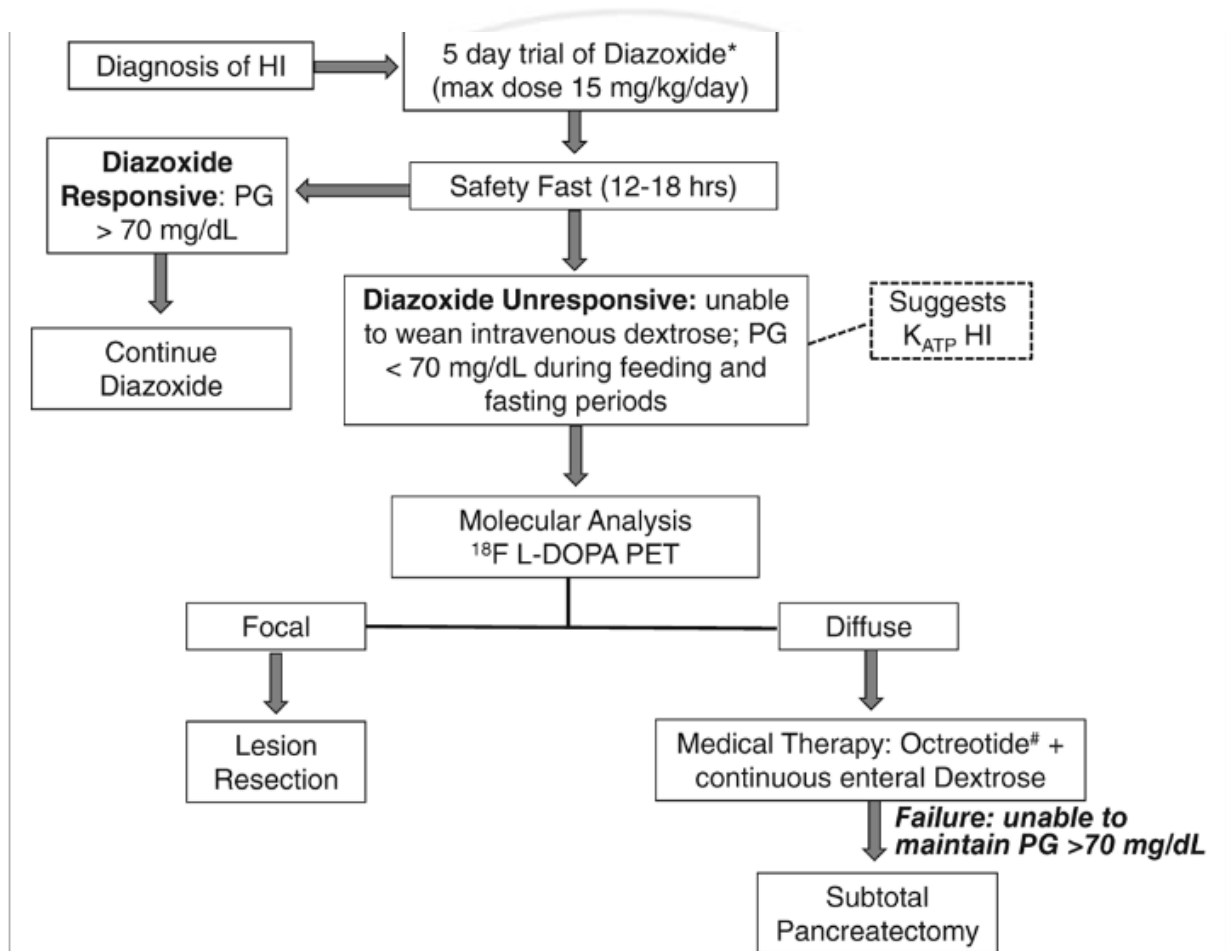 Diagnosis of HI
5 day trial of Diazoxide*
(max dose 15 mg/kg/day)
Diazoxide
Responsive: PG
> 70 mg/dL
Safety Fast (12-18 hrs)
Continue
Diazoxide
Diazoxide Unresponsive: unable
to wean intravenous dextrose; PG
< 70 mg/dL during feeding and
fasting periods
Suggests
K_ATP HI
Molecular Analysis
¹⁸F L-DOPA PET
Focal
Diffuse
Lesion
Resection
Medical Therapy: Octreotide# +
continuous enteral Dextrose
Failure: unable to
maintain PG >70 mg/dL
Subtotal
Pancreatectomy